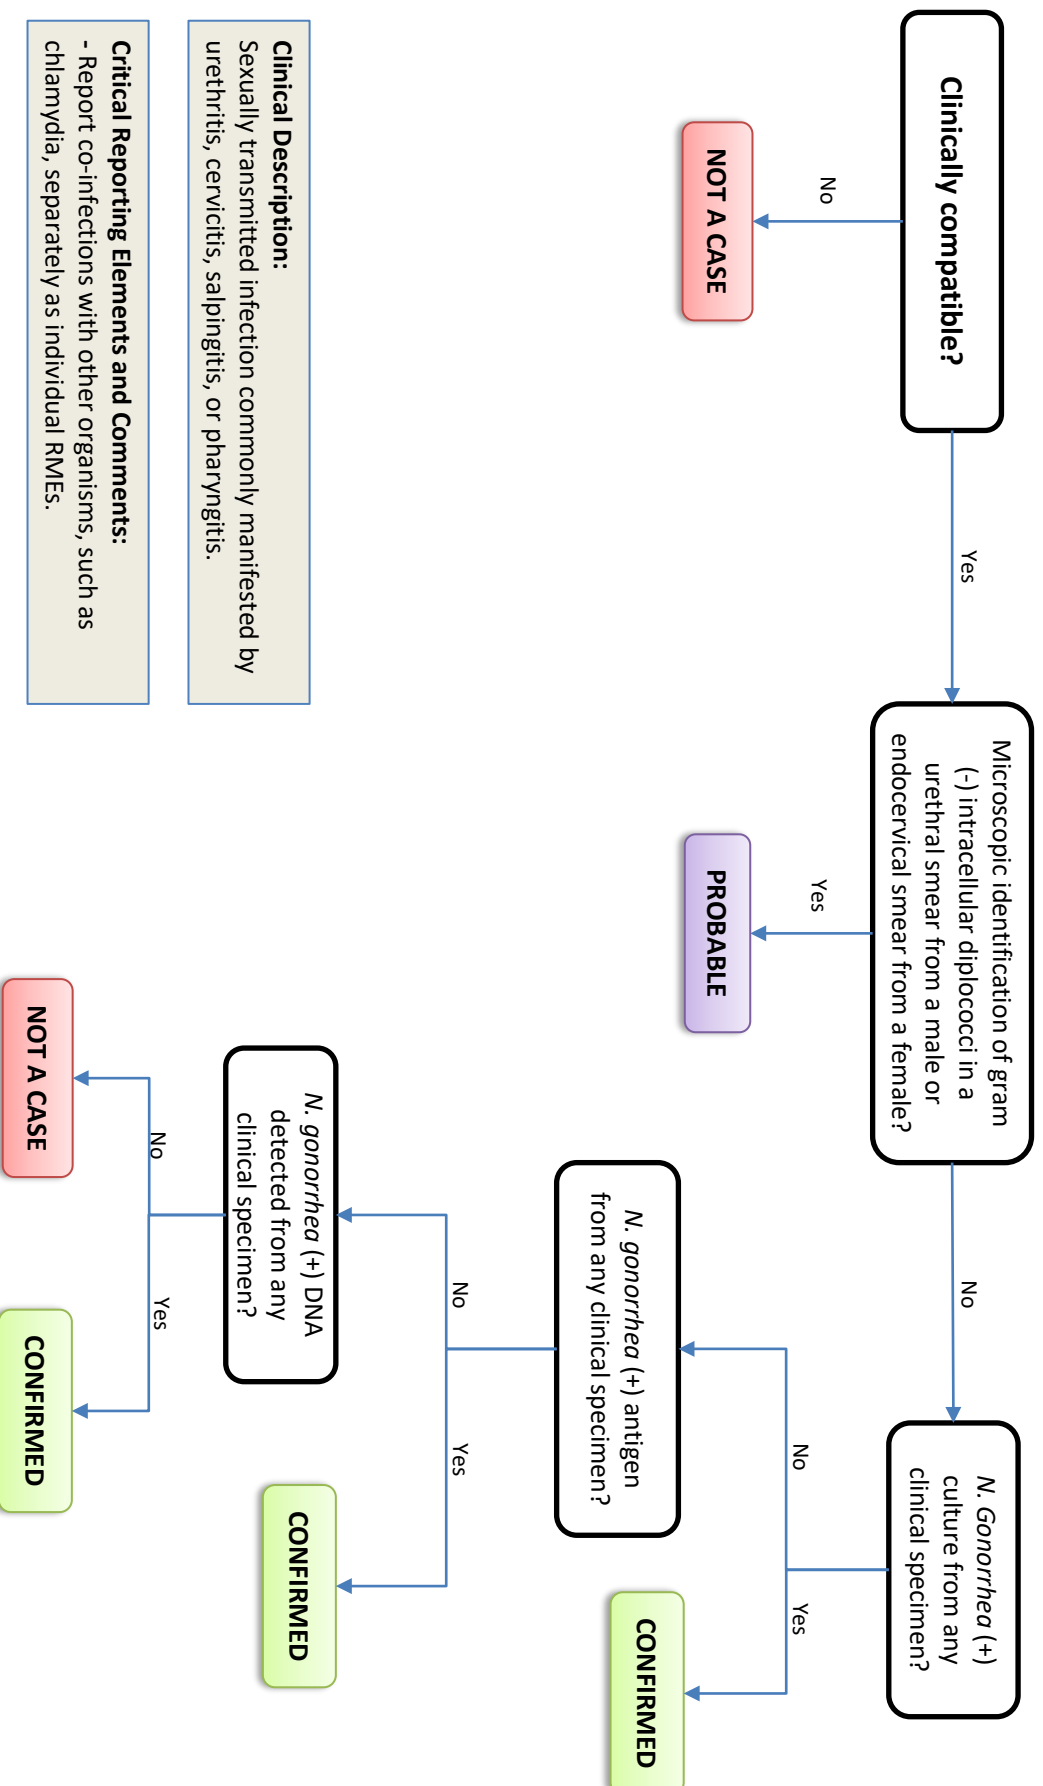 Clinically compatible?
No
NOT A CASE
Yes
Microscopic identification of gram
(-) intracellular diplococci in a
urethral smear from a male or
endocervical smear from a female?
Yes
PROBABLE
No
N. Gonorrhea (+)
culture from any
clinical specimen?
No
Yes
CONFIRMED
N. gonorrhea (+) antigen
from any clinical specimen?
No
Yes
CONFIRMED
N. gonorrhea (+) DNA
detected from any
clinical specimen?
No
Yes
NOT A CASE
CONFIRMED
Clinical Description:
Sexually transmitted infection commonly manifested by
urethritis, cervicitis, salpingitis, or pharyngitis.
Critical Reporting Elements and Comments:
- Report co-infections with other organisms, such as
chlamydia, separately as individual RMEs.